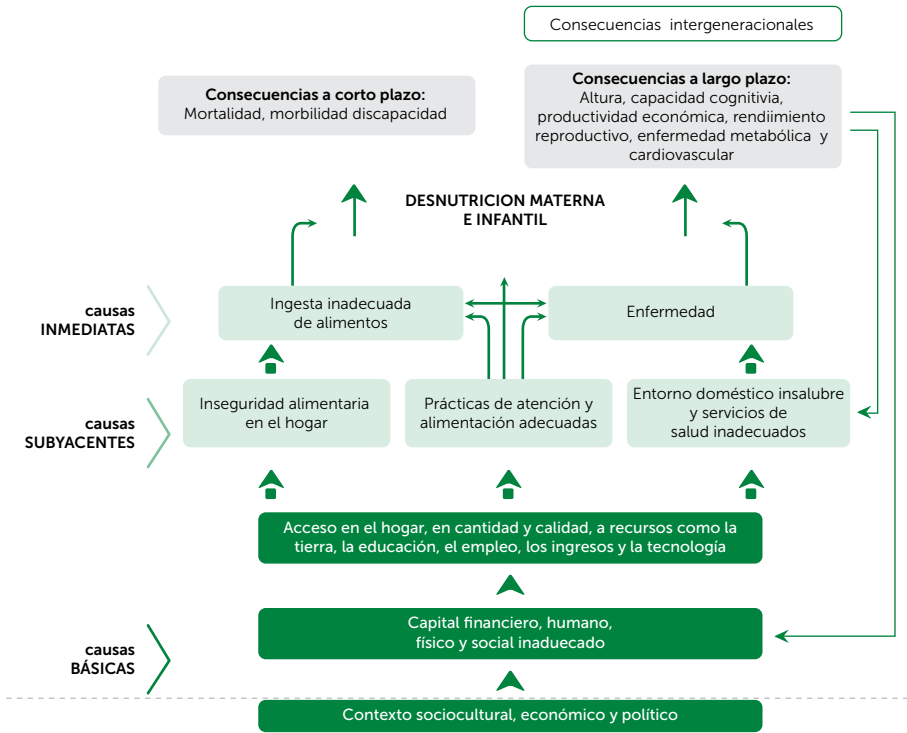 Consecuencias intergeneracionales
Consecuencias a corto plazo:
Mortalidad, morbilidad discapacidad
Consecuencias a largo plazo:
Altura, capacidad cognitivia,
productividad económica, rendiimiento
reproductivo, enfermedad metabólica y
cardiovascular
DESNUTRICION MATERNA
E INFANTIL
causas
INMEDIATAS
Ingesta inadecuada
de alimentos
Enfermedad
causas
SUBYACENTES
Inseguridad alimentaria
en el hogar
Prácticas de atención y
alimentación adecuadas
Entorno doméstico insalubre
y servicios de
salud inadecuados
Acceso en el hogar, en cantidad y calidad, a recursos como la
tierra, la educación, el empleo, los ingresos y la tecnología
causas
BÁSICAS
Capital financiero, humano,
físico y social inaduecado
Contexto sociocultural, económico y político